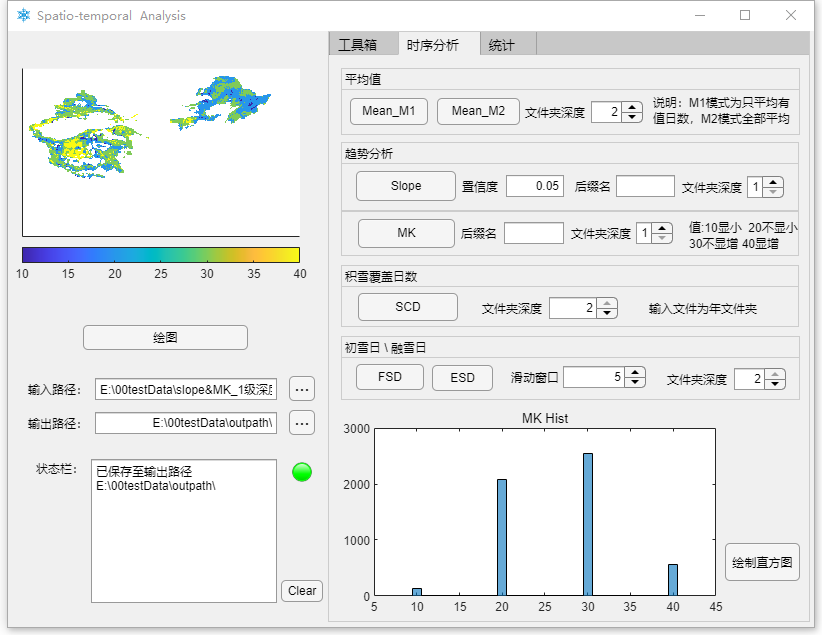 Spatio-temporal Analysis
工具箱 时序分析 统计
平均值
Mean_M1 Mean_M2 文件夹深度 2 说明：M1模式为只平均有
值日数，M2模式全部平均
趋势分析
Slope 置信度 0.05 后缀名 文件夹深度 1
MK 后缀名 文件夹深度 1 值:10显小 20不显小
30不显增 40显增
积雪覆盖日数
SCD 文件夹深度 2 输入文件为年文件夹
初雪日 \ 融雪日
FSD ESD 滑动窗口 5 文件夹深度 2
10 15 20 25 30 35 40
绘图
输入路径： E:\00testData\slope&MK_1级深度 ...
输出路径： E:\00testData\outpath\ ...
状态栏： 已保存至输出路径
E:\00testData\outpath\
Clear
MK Hist
3000
2000
1000
0
5 10 15 20 25 30 35 40 45
绘制直方图